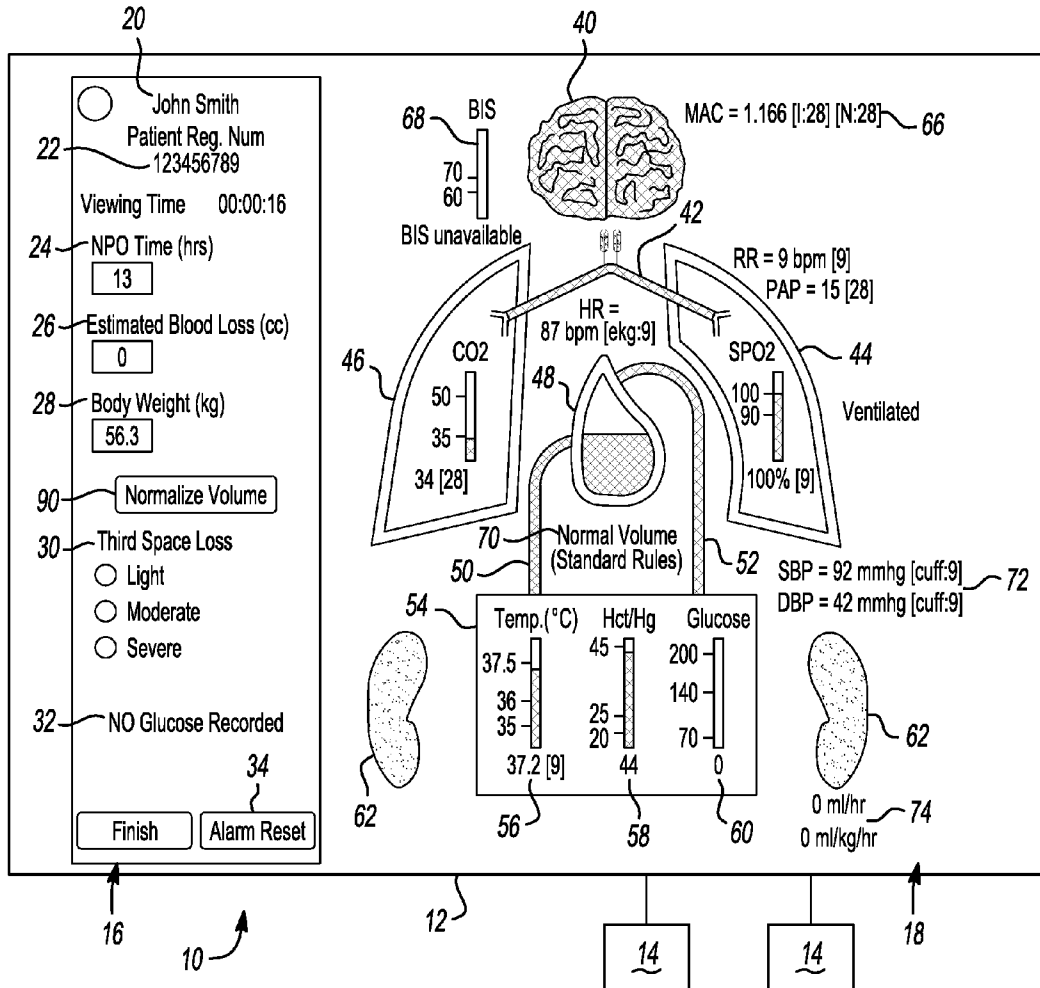 20
40
John Smith
Patient Reg. Num
22
123456789
Viewing Time 00:00:16
24
NPO Time (hrs)
13
26
Estimated Blood Loss (cc)
0
28
Body Weight (kg)
56.3
90
Normalize Volume
30
Third Space Loss
Light
Moderate
Severe
32
NO Glucose Recorded
34
Finish
Alarm Reset
16
10
12
BIS
68
70
60
BIS unavailable
MAC = 1.166 [I:28] [N:28]
66
42
RR = 9 bpm [9]
PAP = 15 [28]
HR =
87 bpm [ekg:9]
46
CO2
50
35
34 [28]
48
SPO2
100
90
100% [9]
44
Ventilated
70
Normal Volume
(Standard Rules)
50
52
SBP = 92 mmhg [cuff:9]
DBP = 42 mmhg [cuff:9]
72
54
Temp.(°C)
37.5
36
35
37.2 [9]
56
Hct/Hg
45
25
20
44
58
Glucose
200
140
70
0
60
62
62
0 ml/hr
0 ml/kg/hr
74
14
14
18